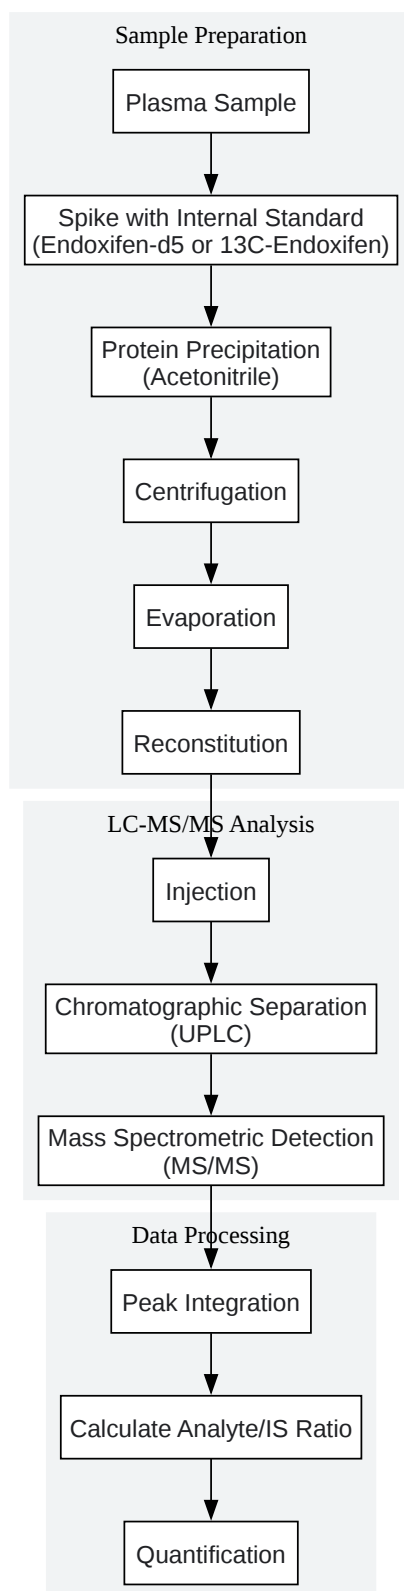 Sample Preparation
Plasma Sample
Spike with Internal Standard
(Endoxifen-d5 or 13C-Endoxifen)
Protein Precipitation
(Acetonitrile)
Centrifugation
Evaporation
Reconstitution
LC-MS/MS Analysis
Injection
Chromatographic Separation
(UPLC)
Mass Spectrometric Detection
(MS/MS)
Data Processing
Peak Integration
Calculate Analyte/IS Ratio
Quantification